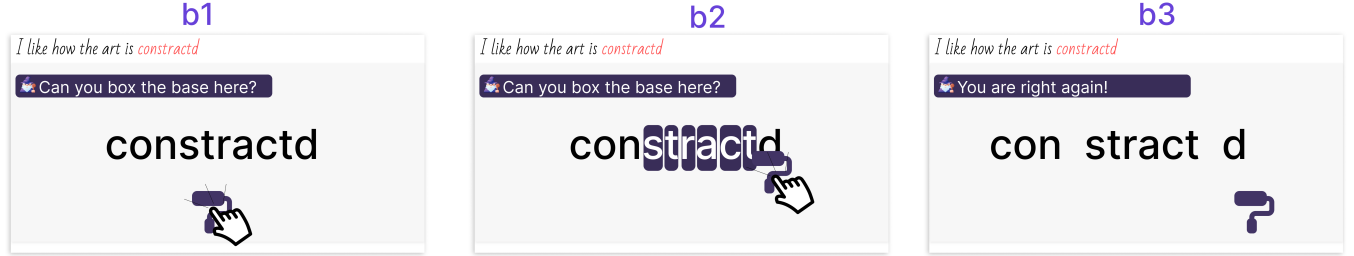 b1
I like how the art is constractd
Can you box the base here?
constractd
b2
I like how the art is constractd
Can you box the base here?
constractd
b3
I like how the art is constractd
You are right again!
con stract d